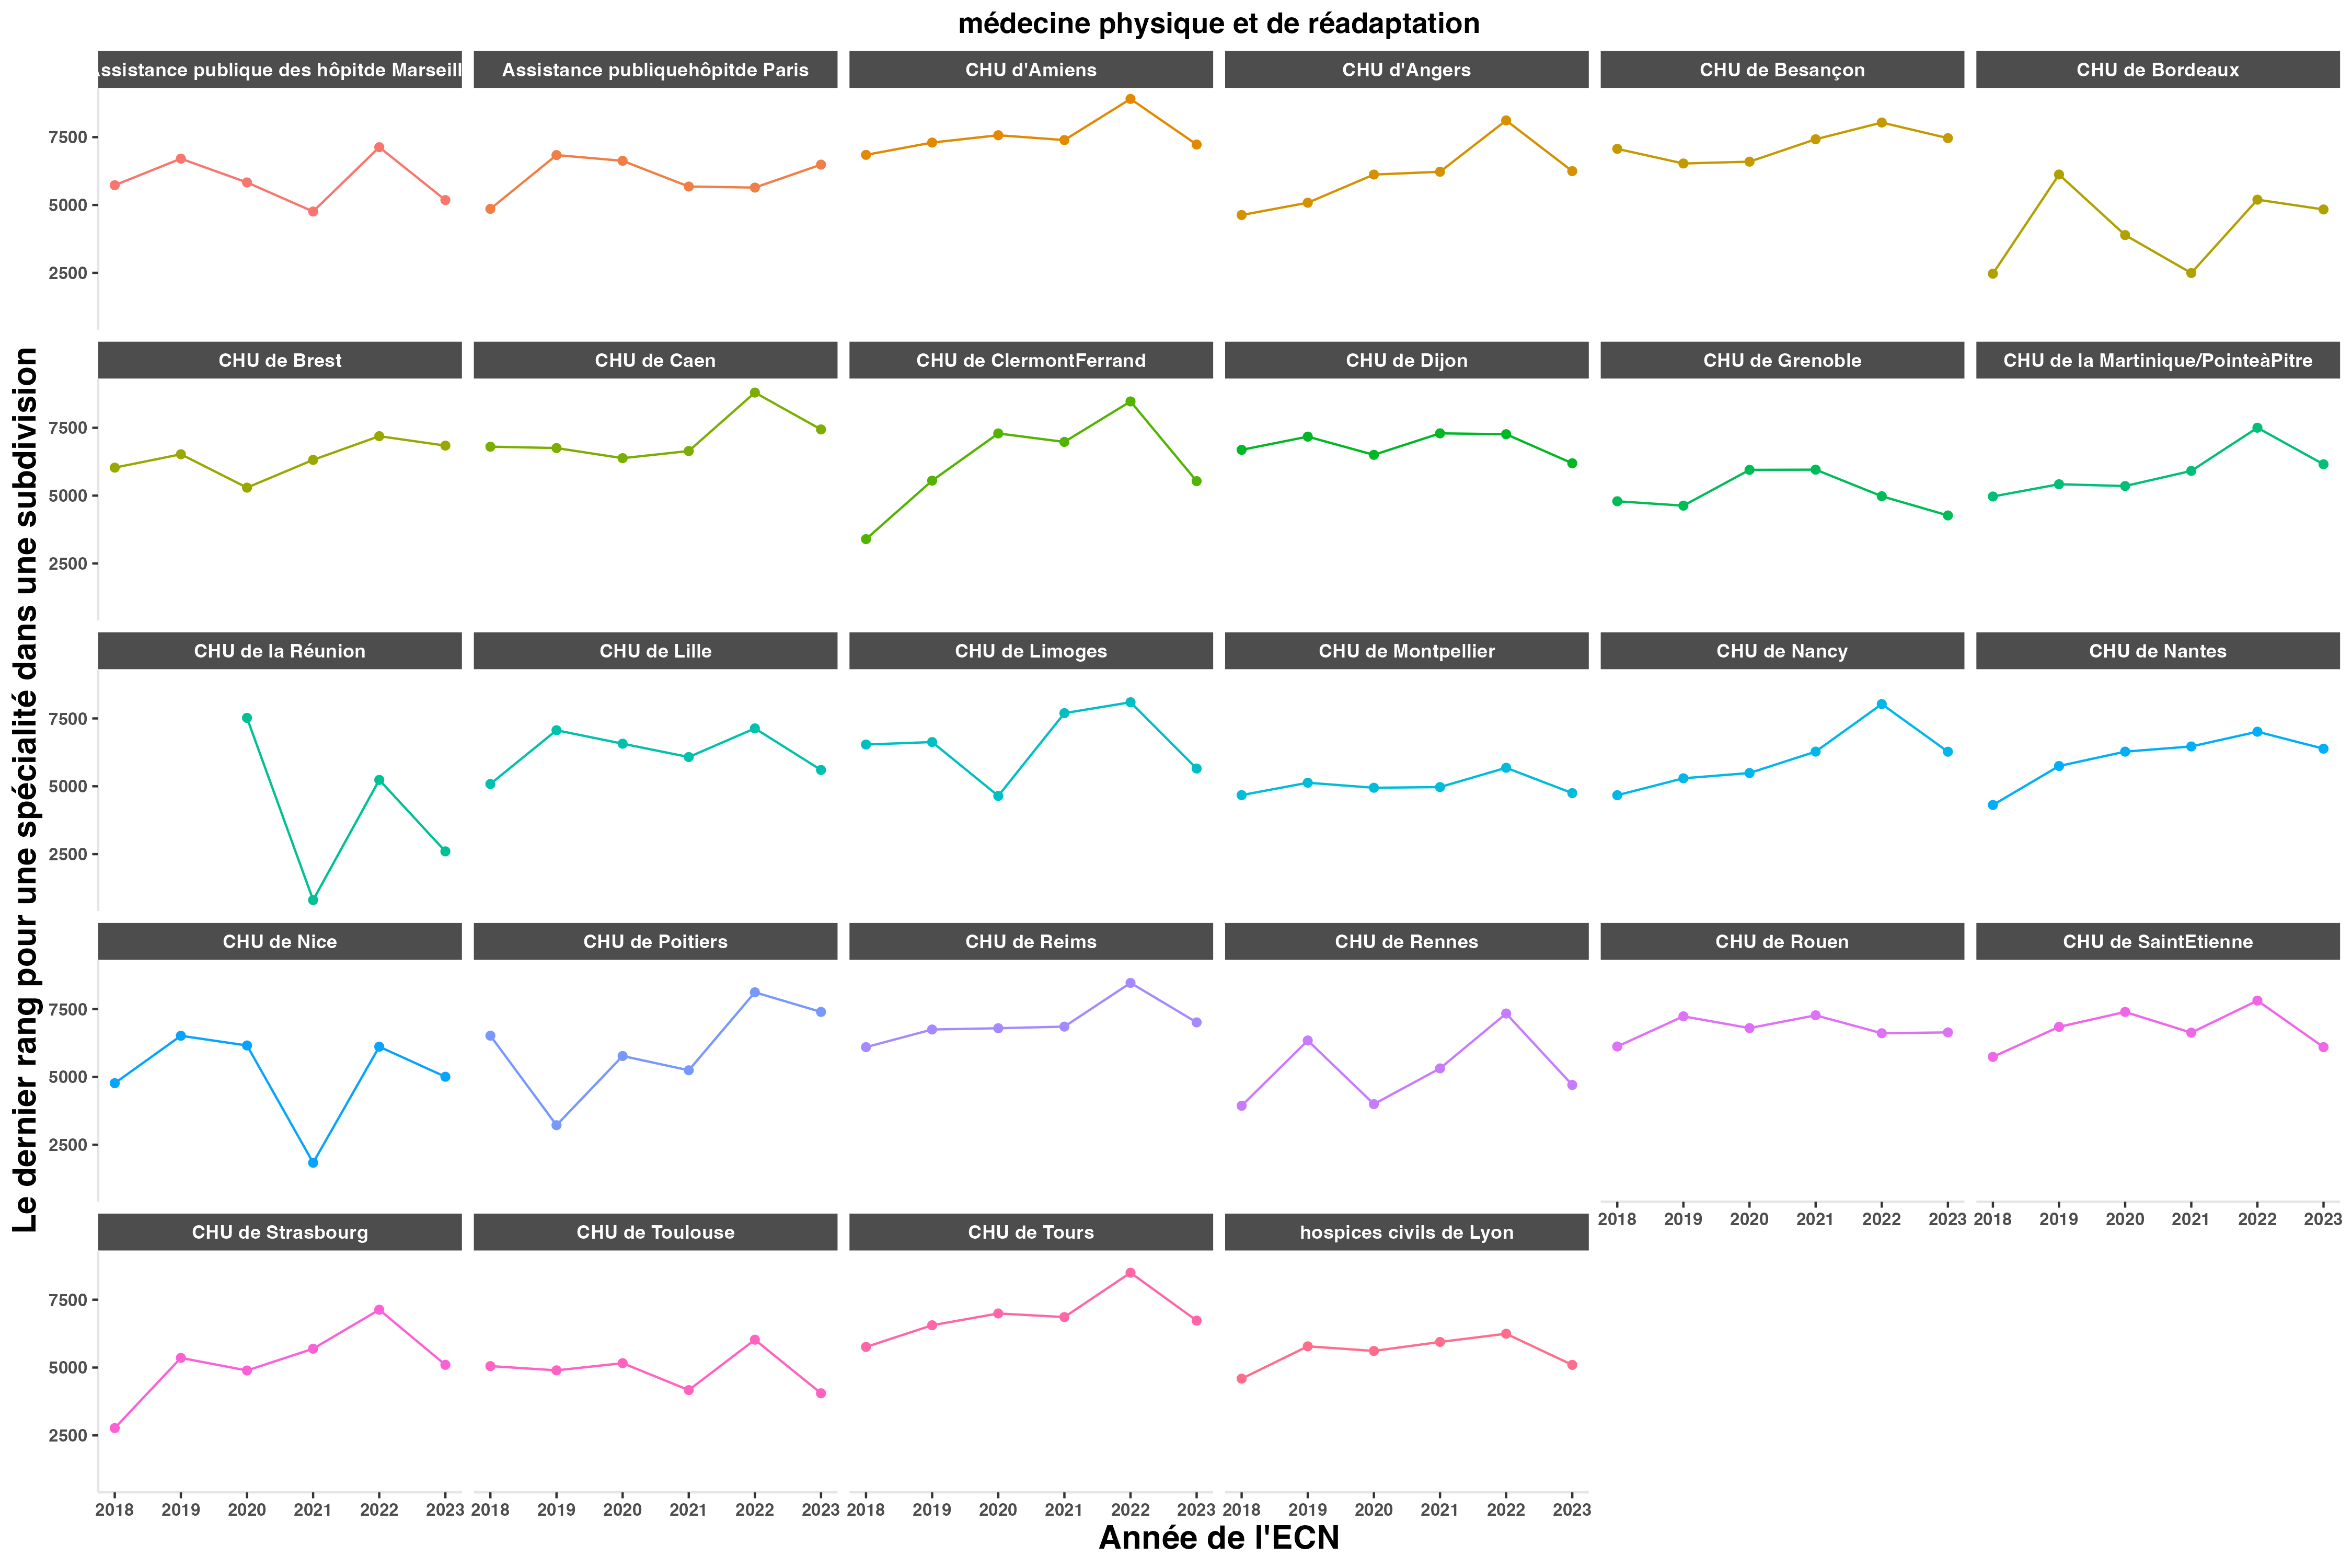 médecine physique et de réadaptation
ssistance publique des hôpitde Marseill
Assistance publiquehôpitde Paris
CHU d'Amiens
CHU d'Angers
CHU de Besançon
CHU de Bordeaux
7500
5000
2500
CHU de Brest
CHU de Caen
CHU de ClermontFerrand
CHU de Dijon
CHU de Grenoble
CHU de la Martinique/PointeàPitre
7500
5000
2500
Le dernier rang pour une spécialité dans une subdivision
CHU de la Réunion
CHU de Lille
CHU de Limoges
CHU de Montpellier
CHU de Nancy
CHU de Nantes
7500
5000
2500
CHU de Nice
CHU de Poitiers
CHU de Reims
CHU de Rennes
CHU de Rouen
CHU de SaintEtienne
7500
5000
2500
2018 2019 2020 2021 2022 2023
2018 2019 2020 2021 2022 2023
CHU de Strasbourg
CHU de Toulouse
CHU de Tours
hospices civils de Lyon
7500
5000
2500
2018 2019 2020 2021 2022 2023
2018 2019 2020 2021 2022 2023
2018 2019 2020 2021 2022 2023
2018 2019 2020 2021 2022 2023
Année de l'ECN